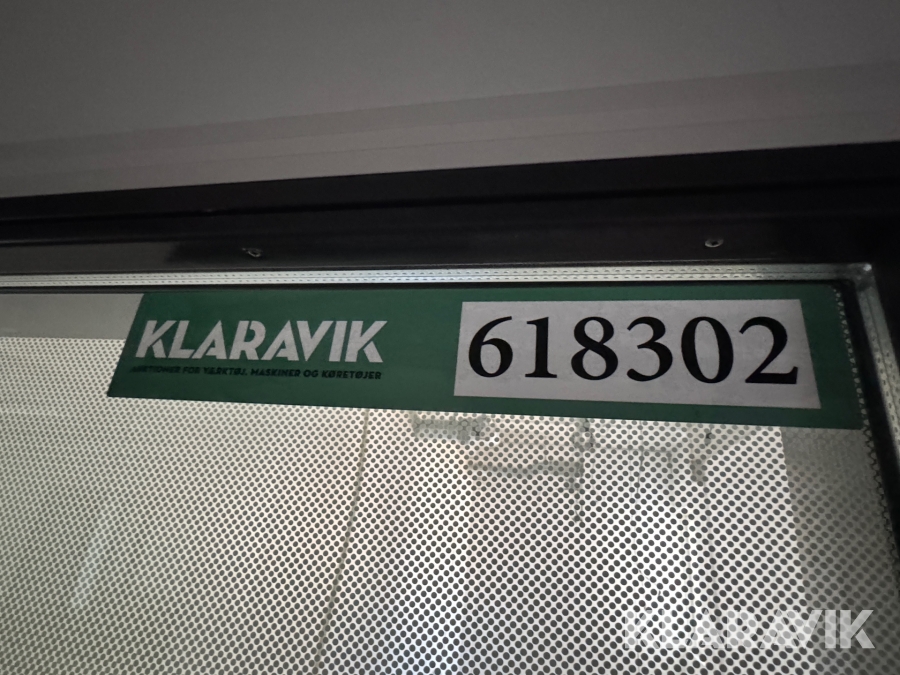 KLARAVIK
AUKTIONER FOR VÆRKTØJ, MASKINER OG KØRETØJER
618302
KLARAVIK